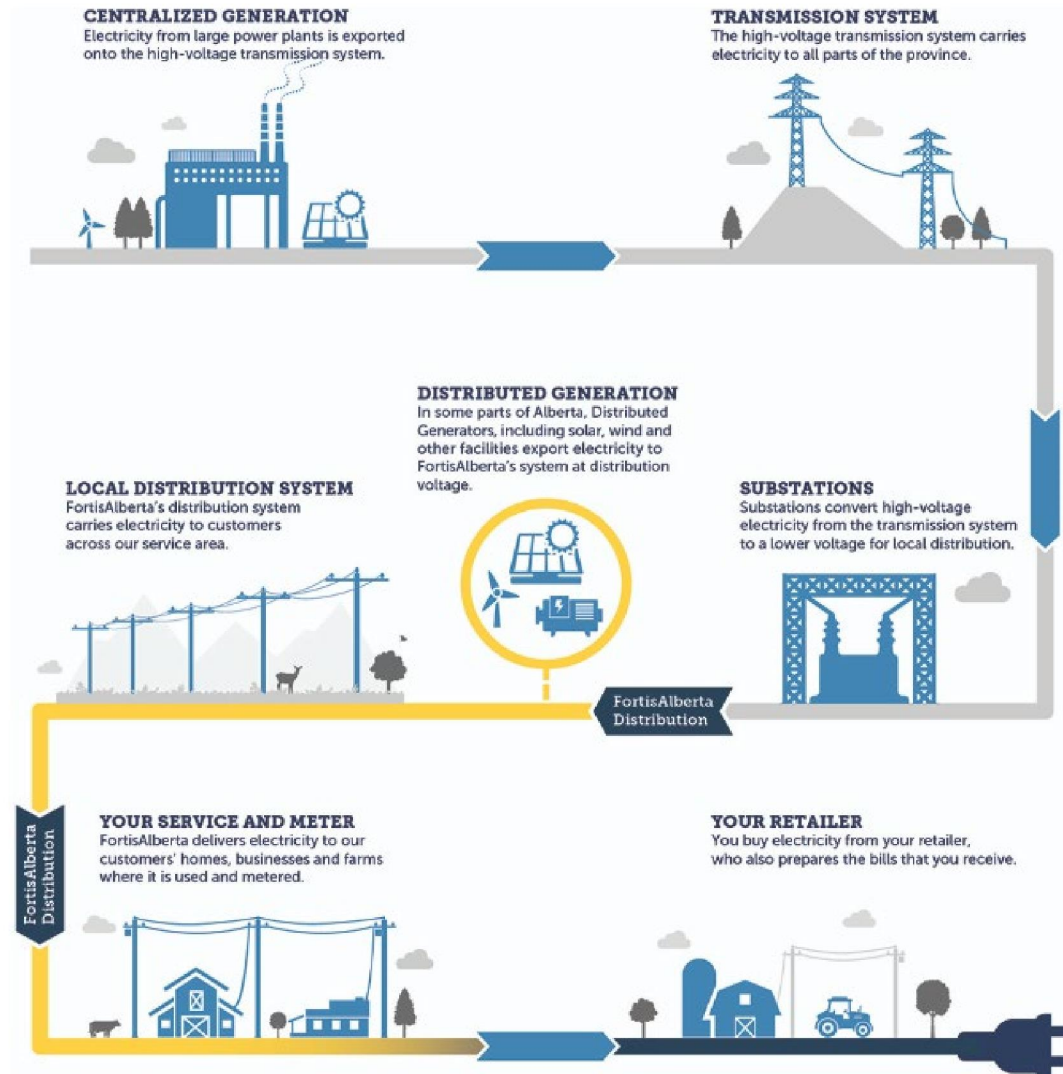 CENTRALIZED GENERATION
Electricity from large power plants is exported
onto the high-voltage transmission system.
TRANSMISSION SYSTEM
The high-voltage transmission system carries
electricity to all parts of the province.
DISTRIBUTED GENERATION
In some parts of Alberta, Distributed
Generators, including solar, wind and
other facilities export electricity to
FortisAlberta's system at distribution
voltage.
LOCAL DISTRIBUTION SYSTEM
FortisAlberta's distribution system
carries electricity to customers
across our service area.
SUBSTATIONS
Substations convert high-voltage
electricity from the transmission system
to a lower voltage for local distribution.
FortisAlberta
Distribution
FortisAlberta
Distribution
YOUR SERVICE AND METER
FortisAlberta delivers electricity to our
customers' homes, businesses and farms
where it is used and metered.
YOUR RETAILER
You buy electricity from your retailer,
who also prepares the bills that you receive.